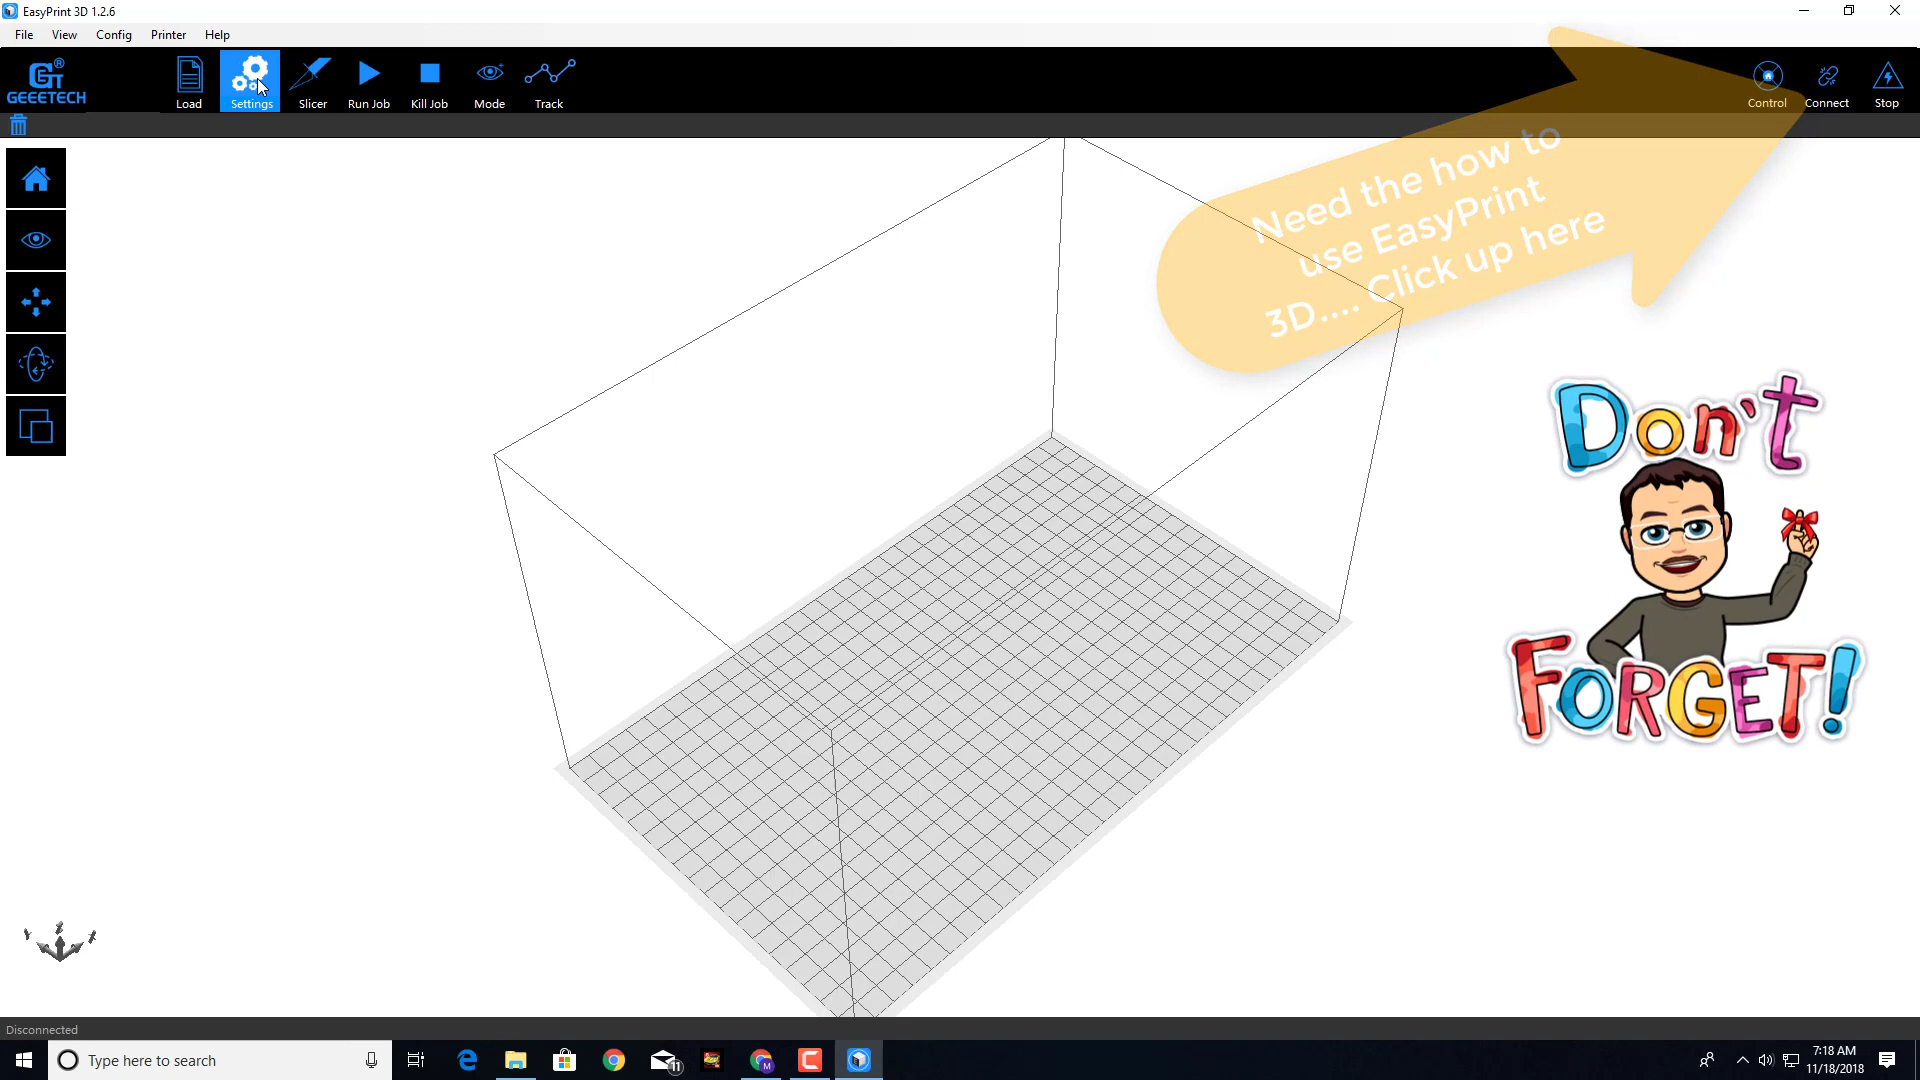 EasyPrint 3D 1.2.6
File View Config Printer Help
GEEETECH
Load Settings Slicer Run Job Kill Job Mode Track Control Connect Stop
Need the how to
use EasyPrint
3D.... Click up here
Don't
FORGET!
Disconnected
Type here to search
11
M
7:18 AM
11/18/2018